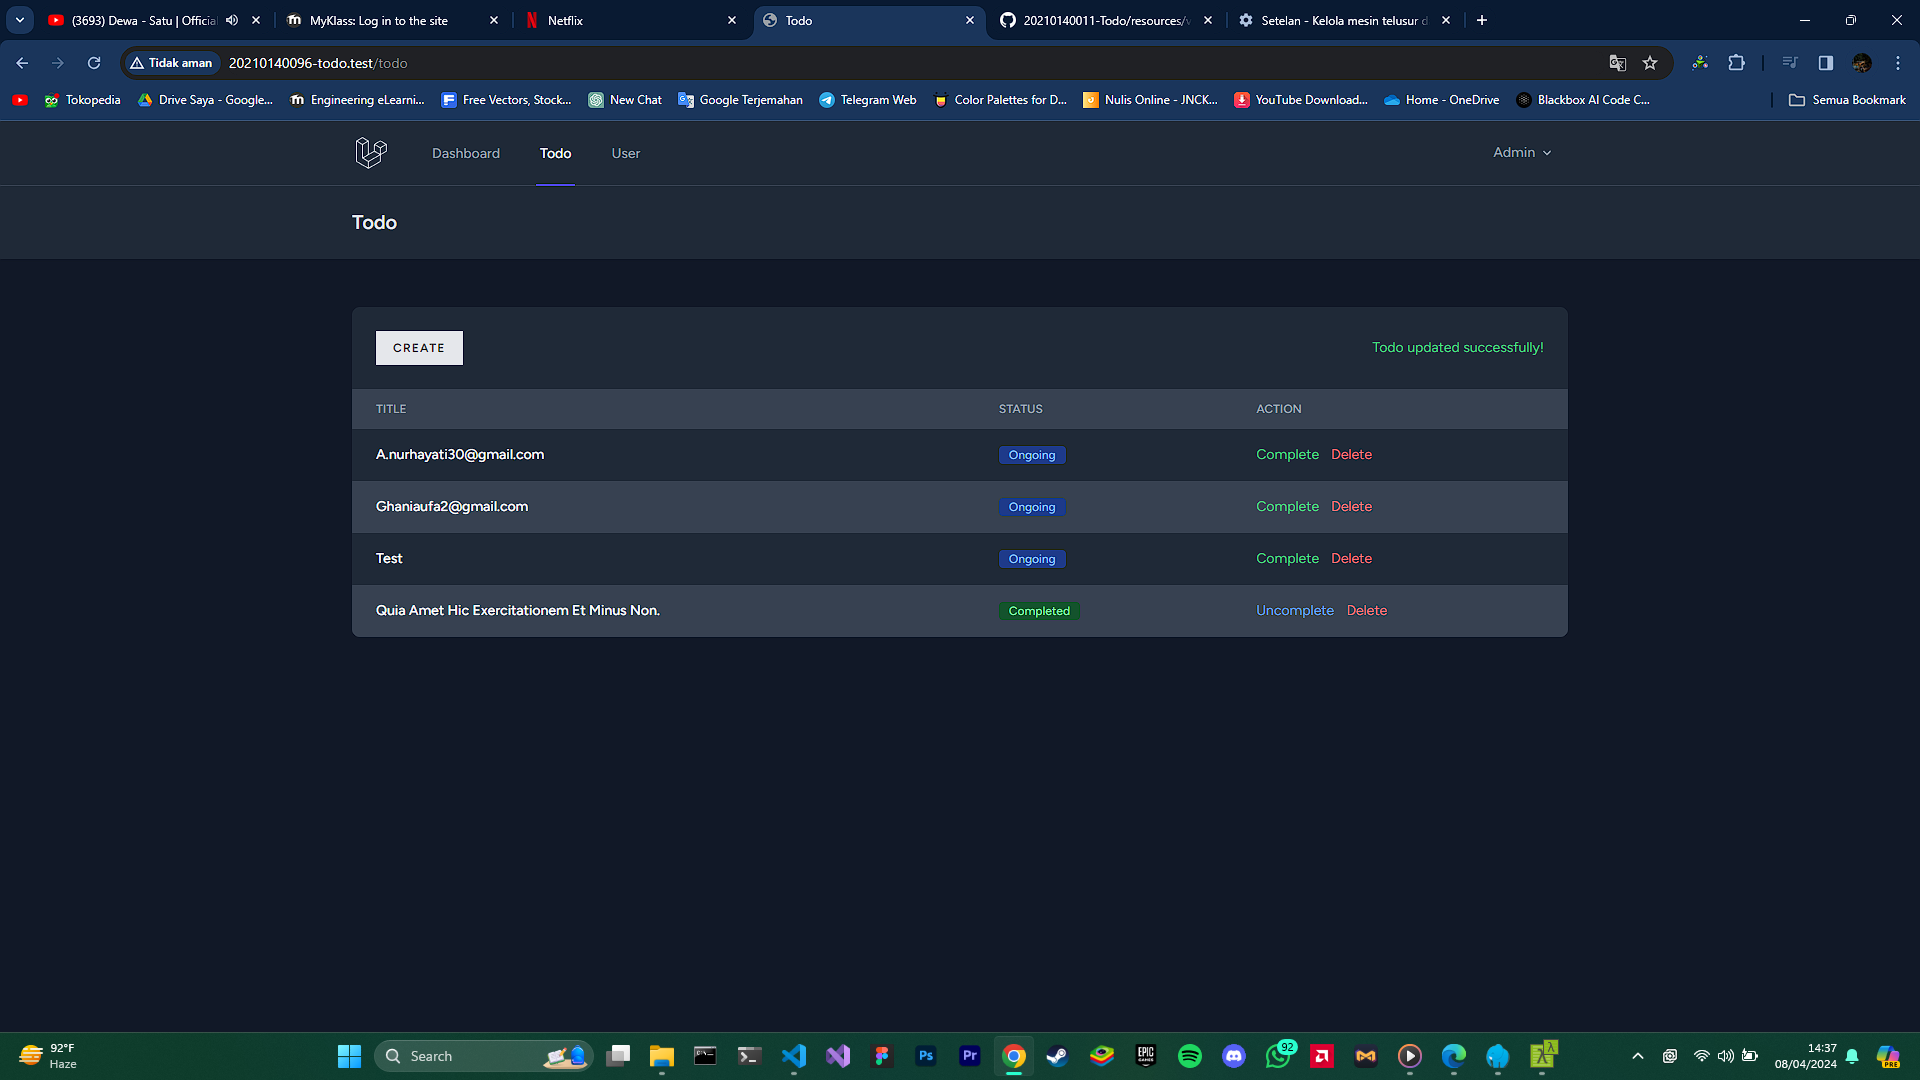 (3693) Dewa - Satu | Officia
MyKlass: Log in to the site
Netflix
Todo
20210140011-Todo/resources/v
Setelan - Kelola mesin telusur d
Tidak aman
20210140096-todo.test/todo
Tokopedia
Drive Saya - Google...
Engineering eLearni...
Free Vectors, Stock...
New Chat
Google Terjemahan
Telegram Web
Color Palettes for D...
Nulis Online - JNCK...
YouTube Download...
Home - OneDrive
Blackbox AI Code C...
Semua Bookmark
Dashboard
Todo
User
Admin
Todo
CREATE
Todo updated successfully!
TITLE STATUS ACTION
A.nurhayati30@gmail.com Ongoing Complete Delete
Ghaniaufa2@gmail.com Ongoing Complete Delete
Test Ongoing Complete Delete
Quia Amet Hic Exercitationem Et Minus Non. Completed Uncomplete Delete
92°F
Haze
Search
Ps
Pr
EPIC
GAMES
92
14:37
08/04/2024
PRE